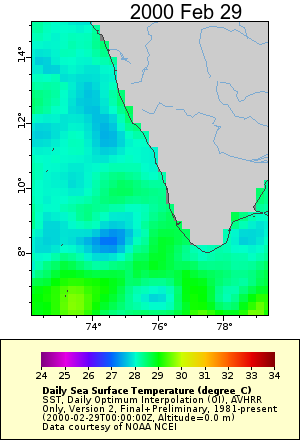 2000 Feb 29
14°
12°
10°
8°
74°
76°
78°
24 25 26 27 28 29 30 31 32 33 34
Daily Sea Surface Temperature (degree_C)
SST, Daily Optimum Interpolation (OI), AVHRR
Only, Version 2, Final+Preliminary, 1981-present
(2000-02-29T00:00:00Z, Altitude=0.0 m)
Data courtesy of NOAA NCEI